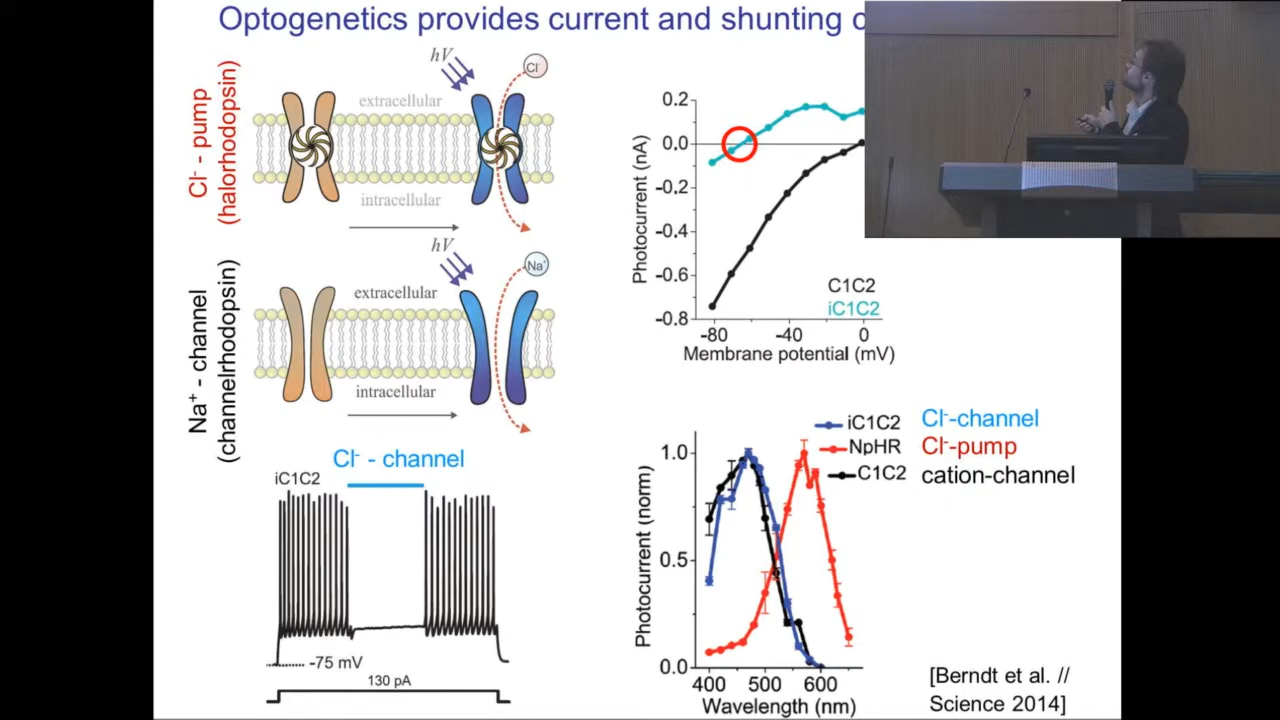 Optogenetics provides current and shunting
Cl⁻ - pump
(halorhodopsin)
hV
Cl⁻
extracellular
intracellular
Na⁺ - channel
(channelrhodopsin)
hV
Na⁺
extracellular
intracellular
Cl⁻ - channel
iC1C2
-75 mV
130 pA
Photocurrent (nA)
0.2
0.0
-0.2
-0.4
-0.6
-0.8
C1C2
iC1C2
-80 -40 0
Membrane potential (mV)
iC1C2 Cl⁻-channel
NpHR Cl⁻-pump
C1C2 cation-channel
Photocurrent (norm)
1.0
0.5
0.0
400 500 600
Wavelength (nm)
[Berndt et al. //
Science 2014]